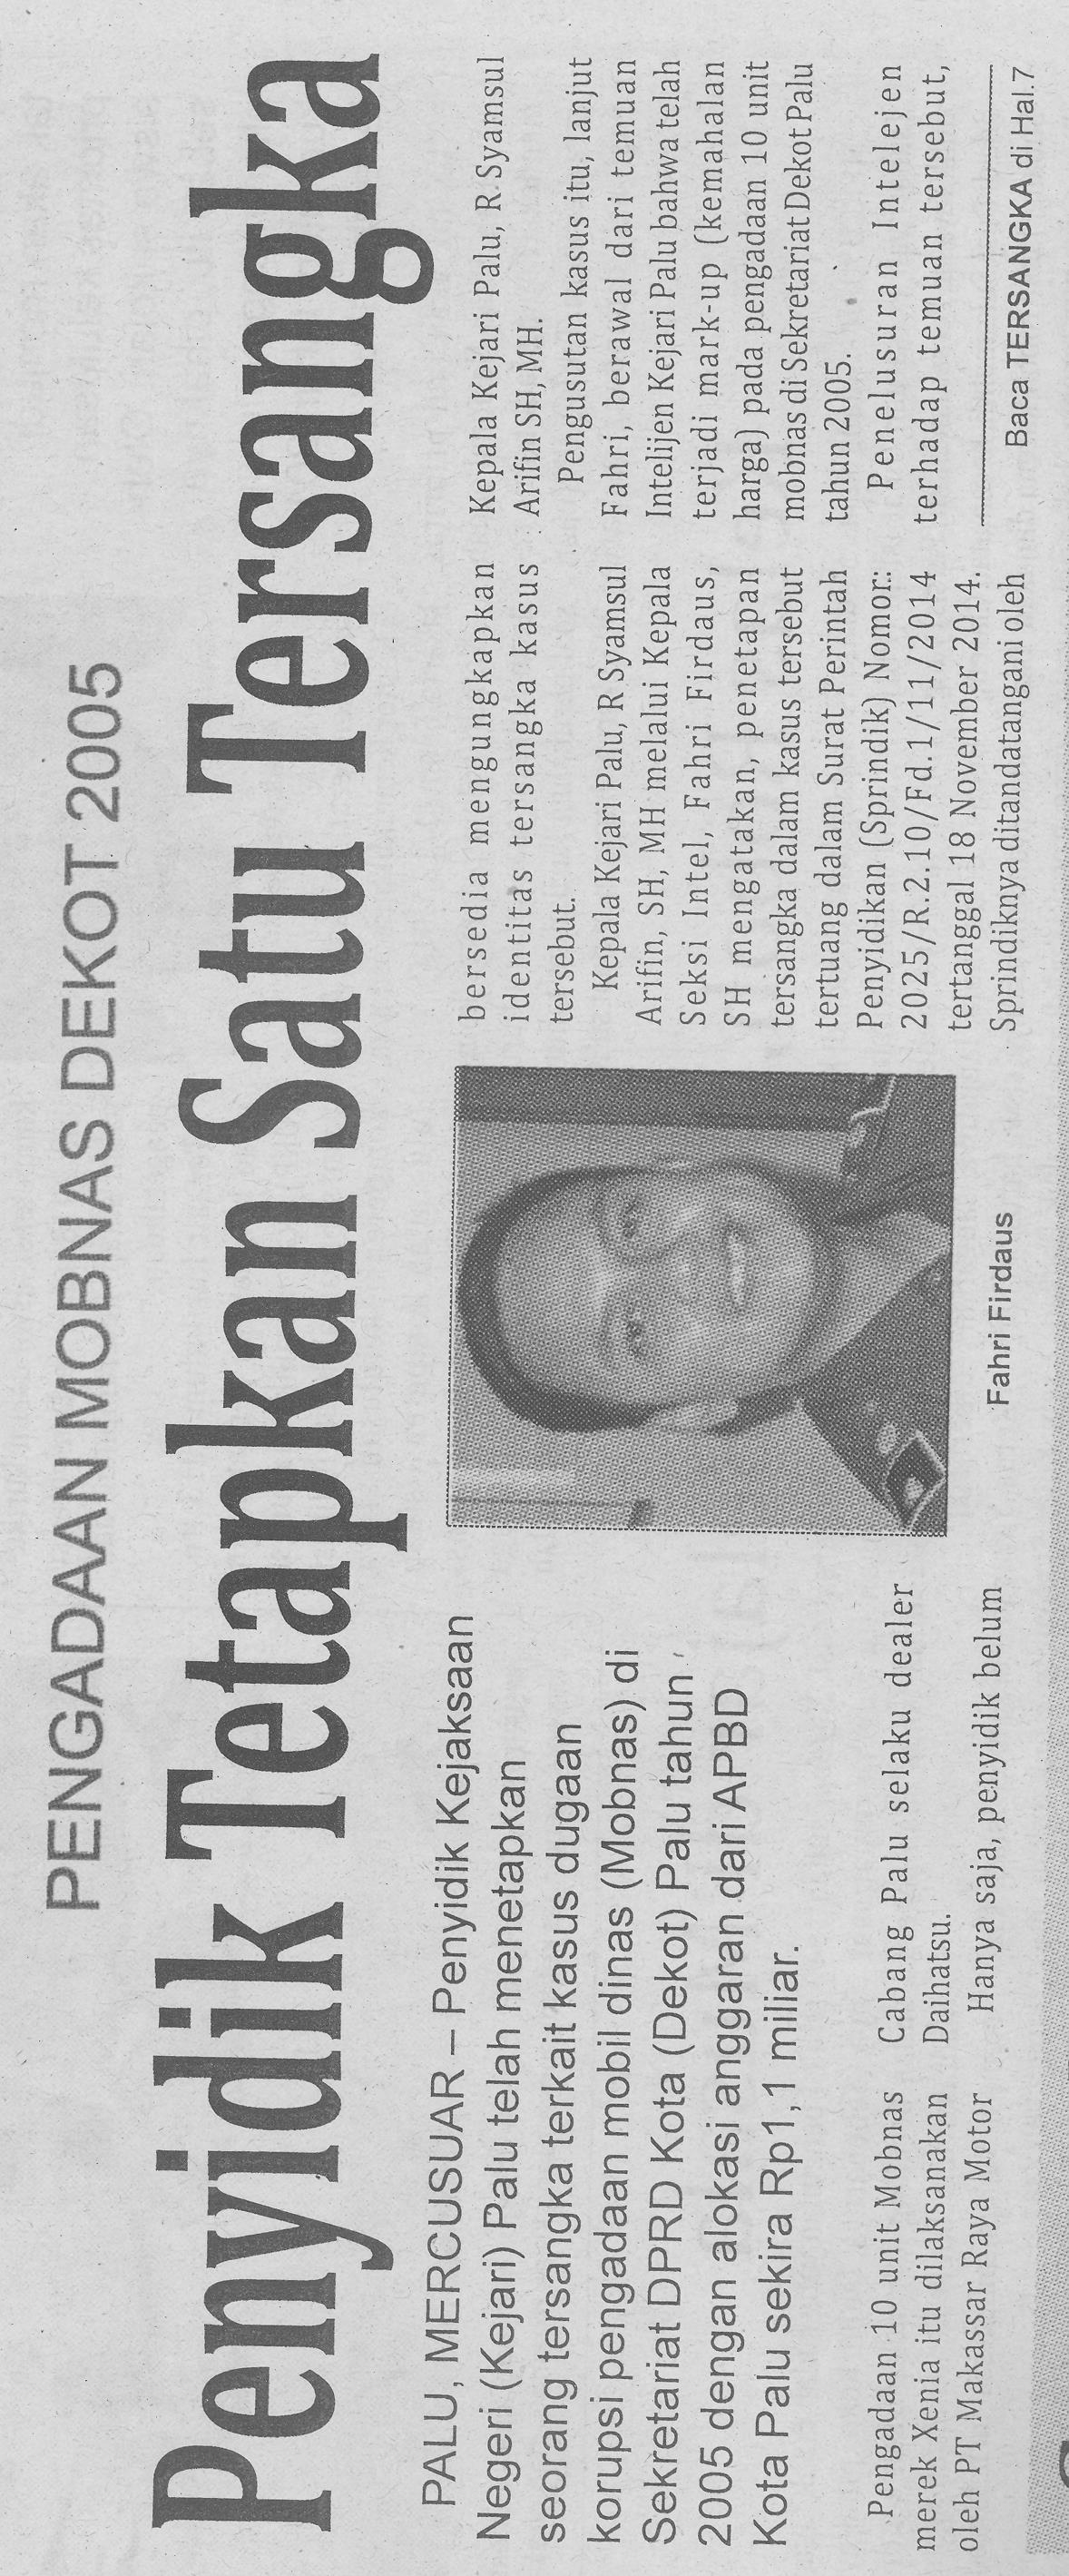 PENGADAAN MOBNAS DEKOT 2005
Penyidik Tetapkan Satu Tersangka
PALU, MERCUSUAR – Penyidik Kejaksaan
Negeri (Kejari) Palu telah menetapkan
seorang tersangka terkait kasus dugaan
korupsi pengadaan mobil dinas (Mobnas) di
Sekretariat DPRD Kota (Dekot) Palu tahun
2005 dengan alokasi anggaran dari APBD
Kota Palu sekira Rp1,1 miliar.
Pengadaan 10 unit Mobnas
merek Xenia itu dilaksanakan
oleh PT Makassar Raya Motor
Cabang Palu selaku dealer
Daihatsu.
Hanya saja, penyidik belum
Fahri Firdaus
bersedia mengungkapkan
identitas tersangka kasus
tersebut.
Kepala Kejari Palu, R Syamsul
Arifin, SH, MH melalui Kepala
Seksi Intel, Fahri Firdaus,
SH mengatakan, penetapan
tersangka dalam kasus tersebut
tertuang dalam Surat Perintah
Penyidikan (Sprindik) Nomor:
2025/R.2.10/Fd.1/11/2014
tertanggal 18 November 2014.
Sprindiknya ditandatangani oleh
Kepala Kejari Palu, R Syamsul
Arifin SH, MH.
Pengusutan kasus itu, lanjut
Fahri, berawal dari temuan
Intelijen Kejari Palu bahwa telah
terjadi mark-up (kemahalan
harga) pada pengadaan 10 unit
mobnas di Sekretariat Dekot Palu
tahun 2005.
Penelusuran Intelejen
terhadap temuan tersebut,
Baca TERSANGKA di Hal.7